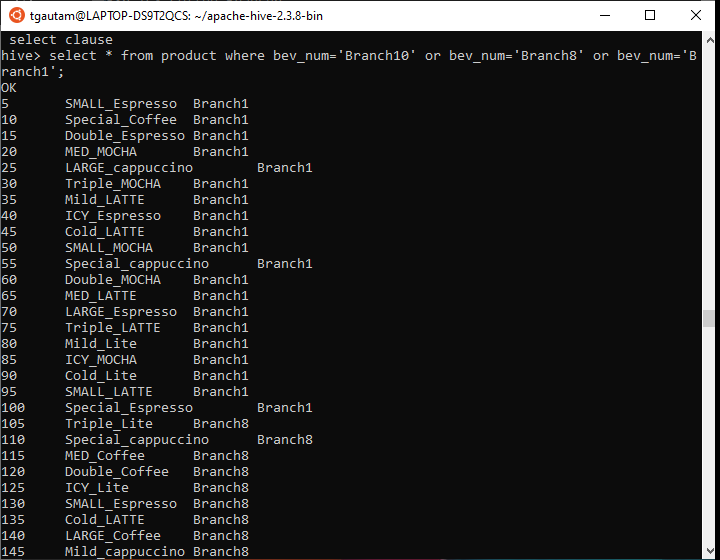 tgautam@LAPTOP-DS9T2QCS: ~/apache-hive-2.3.8-bin
 select clause
hive> select * from product where bev_num='Branch10' or bev_num='Branch8' or bev_num='B
ranch1';
OK
5       SMALL_Espresso  Branch1
10      Special_Coffee  Branch1
15      Double_Espresso Branch1
20      MED_MOCHA       Branch1
25      LARGE_cappuccino        Branch1
30      Triple_MOCHA    Branch1
35      Mild_LATTE      Branch1
40      ICY_Espresso    Branch1
45      Cold_LATTE      Branch1
50      SMALL_MOCHA     Branch1
55      Special_cappuccino      Branch1
60      Double_MOCHA    Branch1
65      MED_LATTE       Branch1
70      LARGE_Espresso  Branch1
75      Triple_LATTE    Branch1
80      Mild_Lite       Branch1
85      ICY_MOCHA       Branch1
90      Cold_Lite       Branch1
95      SMALL_LATTE     Branch1
100     Special_Espresso        Branch1
105     Triple_Lite     Branch8
110     Special_cappuccino      Branch8
115     MED_Coffee      Branch8
120     Double_Coffee   Branch8
125     ICY_Lite        Branch8
130     SMALL_Espresso  Branch8
135     Cold_LATTE      Branch8
140     LARGE_Coffee    Branch8
145     Mild_cappuccino Branch8